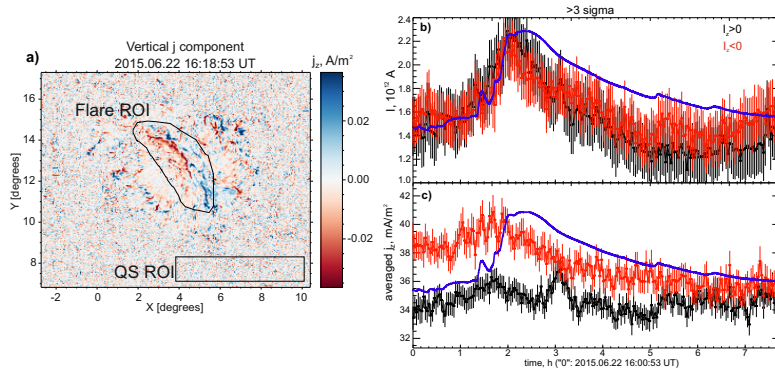 a)
Vertical j component
2015.06.22 16:18:53 UT
j_z, A/m²
Flare ROI
QS ROI
Y [degrees]
16
14
12
10
8
-2
0
2
4
6
8
10
X [degrees]
0.02
0.00
-0.02
>3 sigma
b)
I_z>0
I_z<0
I, 10¹² A
2.4
2.2
2.0
1.8
1.6
1.4
1.2
1.0
c)
averaged j_z, mA/m²
42
40
38
36
34
32
0
1
2
3
4
5
6
7
time, h ("0": 2015.06.22 16:00:53 UT)